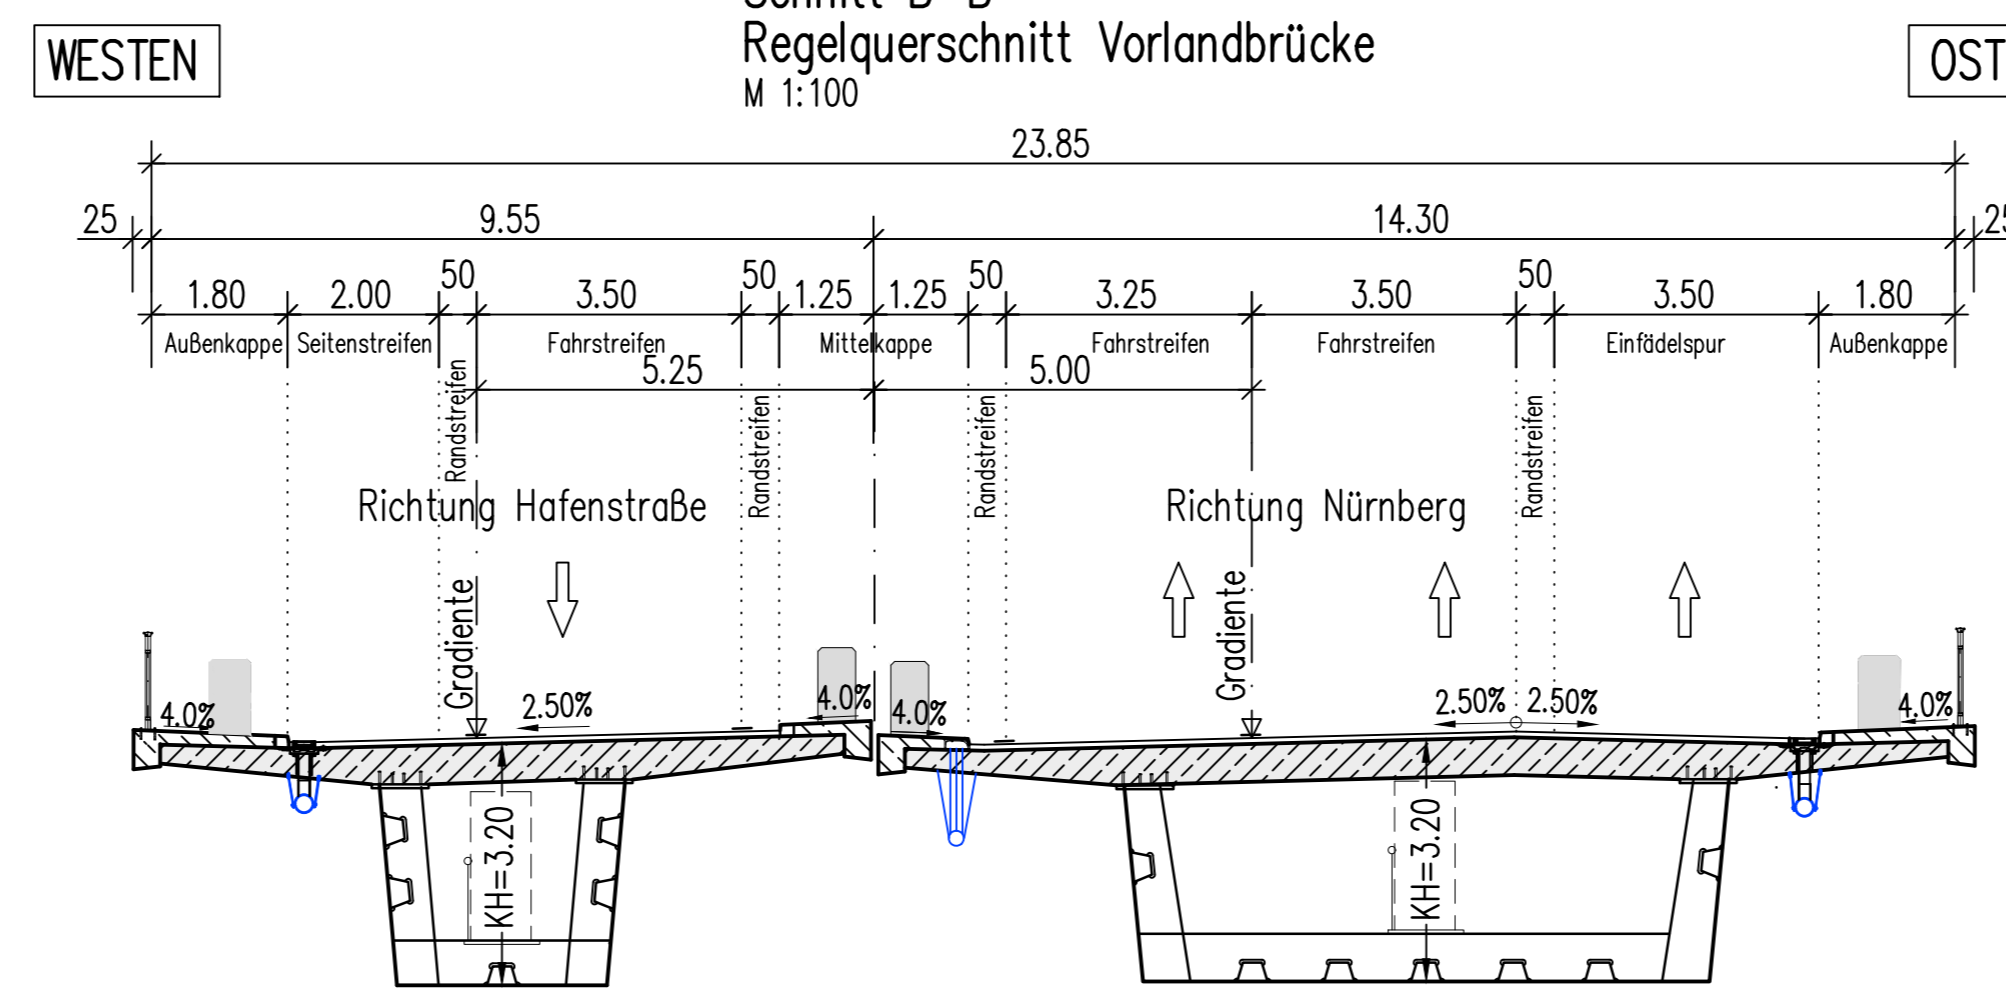 Schnitt B-B
WESTEN
Regelquerschnitt Vorlandbrücke
OST
M 1:100
23.85
25 9.55 14.30 25
1.80 2.00 50 3.50 50 1.25 1.25 50 3.25 3.50 50 3.50 1.80
Außenkappe Seitenstreifen Fahrstreifen Mittelkappe Fahrstreifen Fahrstreifen Einfädelspur Außenkappe
5.25 5.00
Randstreifen Randstreifen Randstreifen Randstreifen
Richtung Hafenstraße Richtung Nürnberg
Gradiente Gradiente
4.0% 2.50% 4.0% 4.0% 2.50% 2.50% 4.0%
KH=3.20 KH=3.20